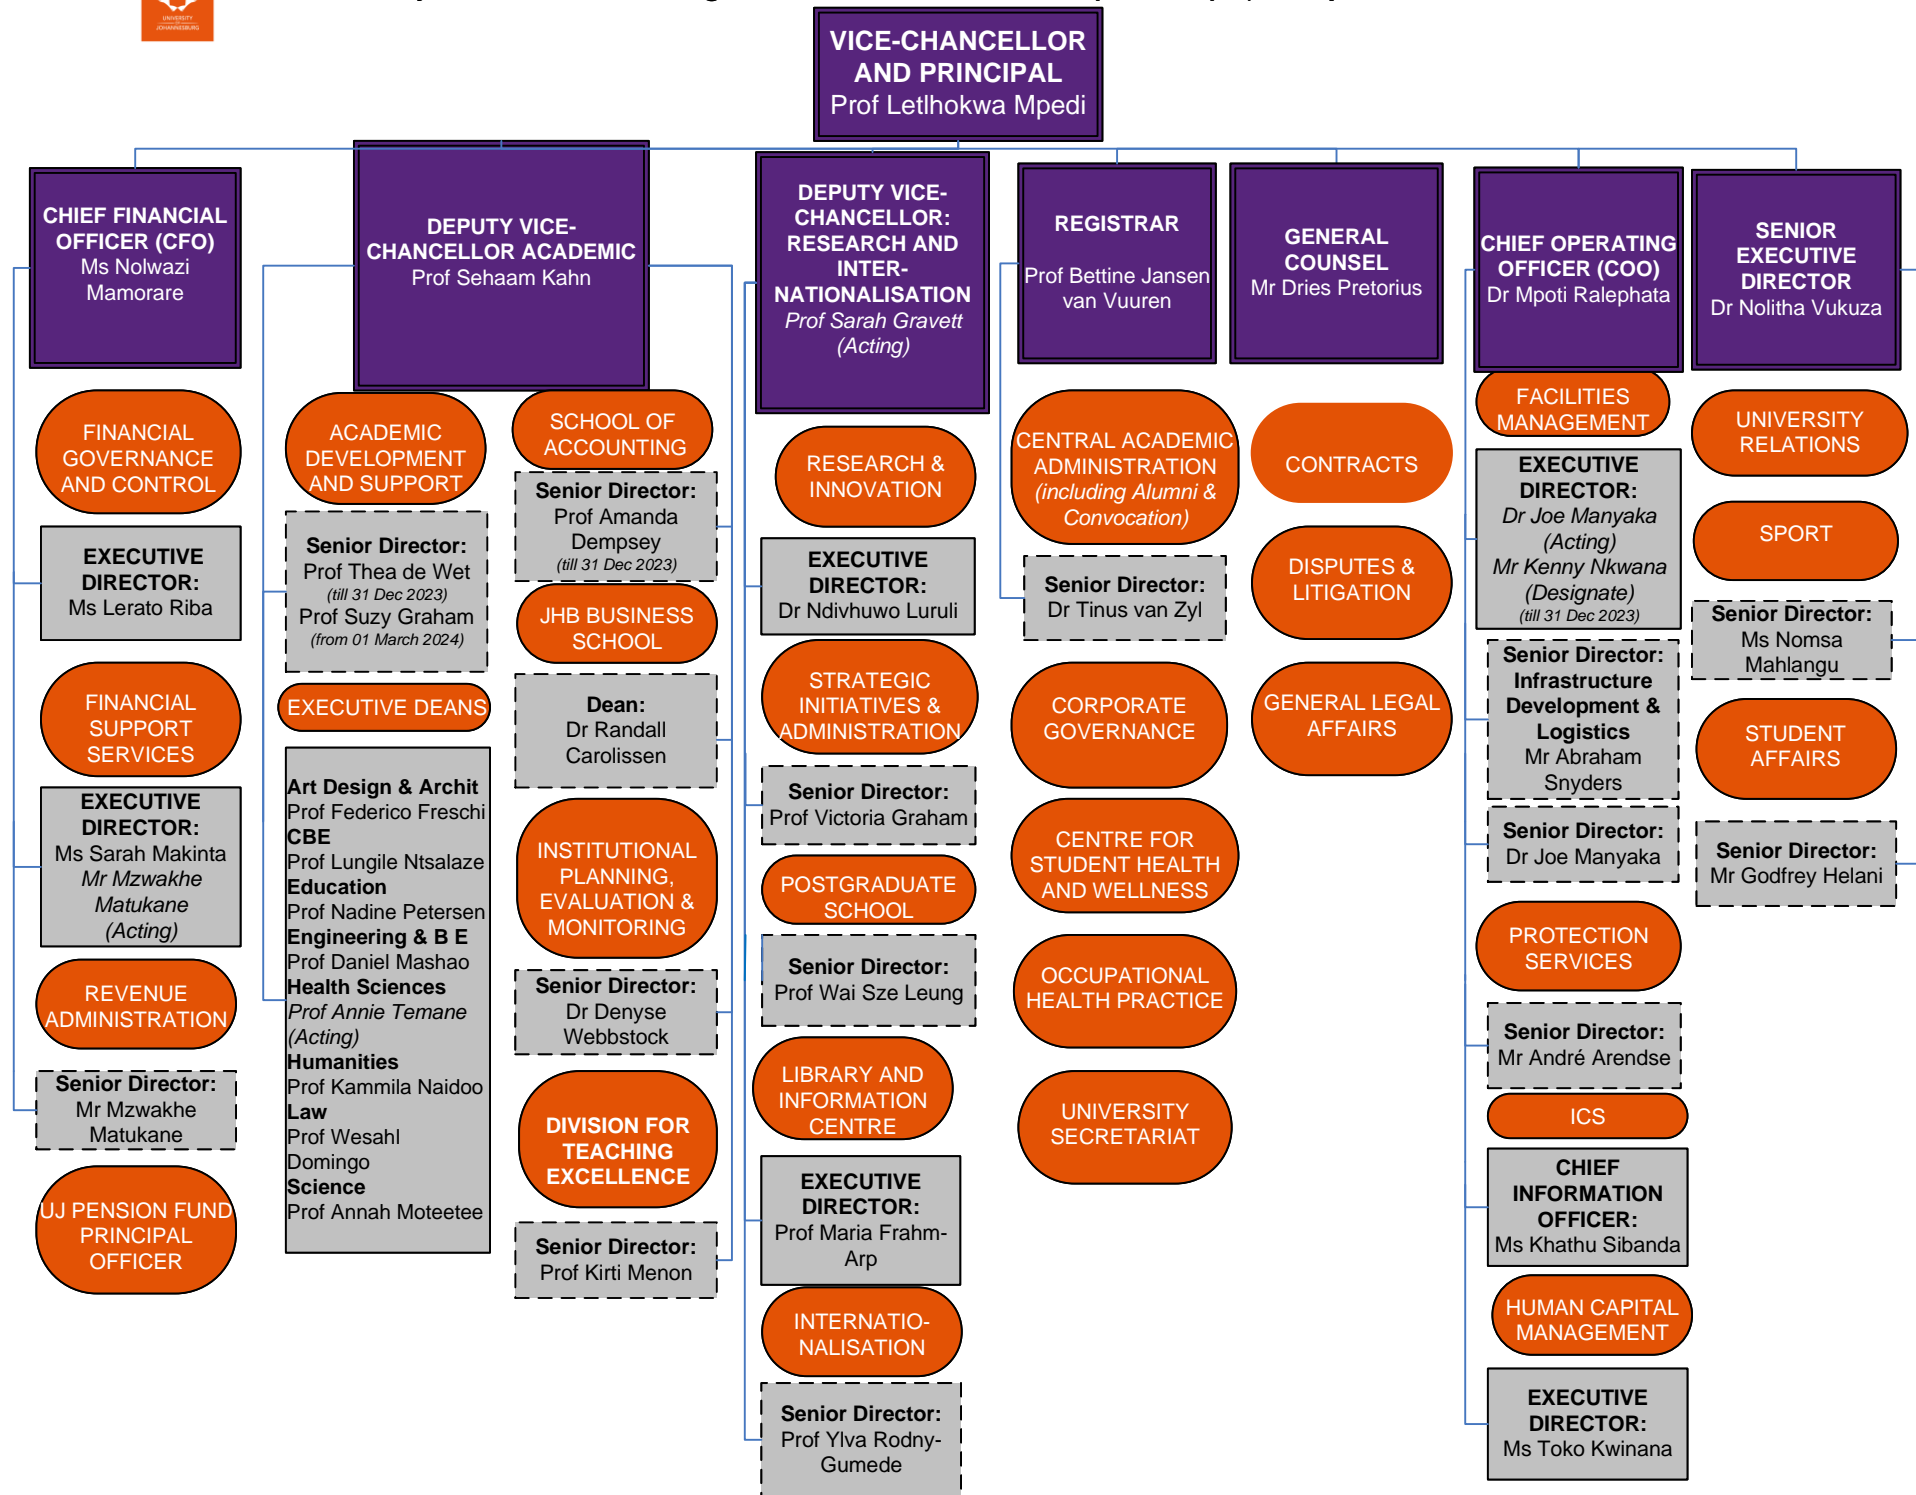 UNIVERSITY
OF
JOHANNESBURG
VICE-CHANCELLOR
AND PRINCIPAL
Prof Letlhokwa Mpedi
CHIEF FINANCIAL
OFFICER (CFO)
Ms Nolwazi
Mamorare
FINANCIAL
GOVERNANCE
AND CONTROL
EXECUTIVE
DIRECTOR:
Ms Lerato Riba
FINANCIAL
SUPPORT
SERVICES
EXECUTIVE
DIRECTOR:
Ms Sarah Makinta
Mr Mzwakhe
Matukane
(Acting)
REVENUE
ADMINISTRATION
Senior Director:
Mr Mzwakhe
Matukane
UJ PENSION FUND
PRINCIPAL
OFFICER
DEPUTY VICE-
CHANCELLOR ACADEMIC
Prof Sehaam Kahn
ACADEMIC
DEVELOPMENT
AND SUPPORT
Senior Director:
Prof Thea de Wet
(till 31 Dec 2023)
Prof Suzy Graham
(from 01 March 2024)
EXECUTIVE DEANS
Art Design & Archit
Prof Federico Freschi
CBE
Prof Lungile Ntsalaze
Education
Prof Nadine Petersen
Engineering & B E
Prof Daniel Mashao
Health Sciences
Prof Annie Temane
(Acting)
Humanities
Prof Kammila Naidoo
Law
Prof Wesahl
Domingo
Science
Prof Annah Moteetee
SCHOOL OF
ACCOUNTING
Senior Director:
Prof Amanda
Dempsey
(till 31 Dec 2023)
JHB BUSINESS
SCHOOL
Dean:
Dr Randall
Carolissen
INSTITUTIONAL
PLANNING,
EVALUATION &
MONITORING
Senior Director:
Dr Denyse
Webbstock
DIVISION FOR
TEACHING
EXCELLENCE
Senior Director:
Prof Kirti Menon
DEPUTY VICE-
CHANCELLOR:
RESEARCH AND
INTER-
NATIONALISATION
Prof Sarah Gravett
(Acting)
RESEARCH &
INNOVATION
EXECUTIVE
DIRECTOR:
Dr Ndivhuwo Luruli
STRATEGIC
INITIATIVES &
ADMINISTRATION
Senior Director:
Prof Victoria Graham
POSTGRADUATE
SCHOOL
Senior Director:
Prof Wai Sze Leung
LIBRARY AND
INFORMATION
CENTRE
EXECUTIVE
DIRECTOR:
Prof Maria Frahm-
Arp
INTERNATIO-
NALISATION
Senior Director:
Prof Ylva Rodny-
Gumede
REGISTRAR
Prof Bettine Jansen
van Vuuren
CENTRAL ACADEMIC
ADMINISTRATION
(including Alumni &
Convocation)
Senior Director:
Dr Tinus van Zyl
CORPORATE
GOVERNANCE
CENTRE FOR
STUDENT HEALTH
AND WELLNESS
OCCUPATIONAL
HEALTH PRACTICE
UNIVERSITY
SECRETARIAT
GENERAL
COUNSEL
Mr Dries Pretorius
CONTRACTS
DISPUTES &
LITIGATION
GENERAL LEGAL
AFFAIRS
CHIEF OPERATING
OFFICER (COO)
Dr Mpoti Ralephata
FACILITIES
MANAGEMENT
EXECUTIVE
DIRECTOR:
Dr Joe Manyaka
(Acting)
Mr Kenny Nkwana
(Designate)
(till 31 Dec 2023)
Senior Director:
Infrastructure
Development &
Logistics
Mr Abraham
Snyders
Senior Director:
Dr Joe Manyaka
PROTECTION
SERVICES
Senior Director:
Mr André Arendse
ICS
CHIEF
INFORMATION
OFFICER:
Ms Khathu Sibanda
HUMAN CAPITAL
MANAGEMENT
EXECUTIVE
DIRECTOR:
Ms Toko Kwinana
SENIOR
EXECUTIVE
DIRECTOR
Dr Nolitha Vukuza
UNIVERSITY
RELATIONS
SPORT
Senior Director:
Ms Nomsa
Mahlangu
STUDENT
AFFAIRS
Senior Director:
Mr Godfrey Helani